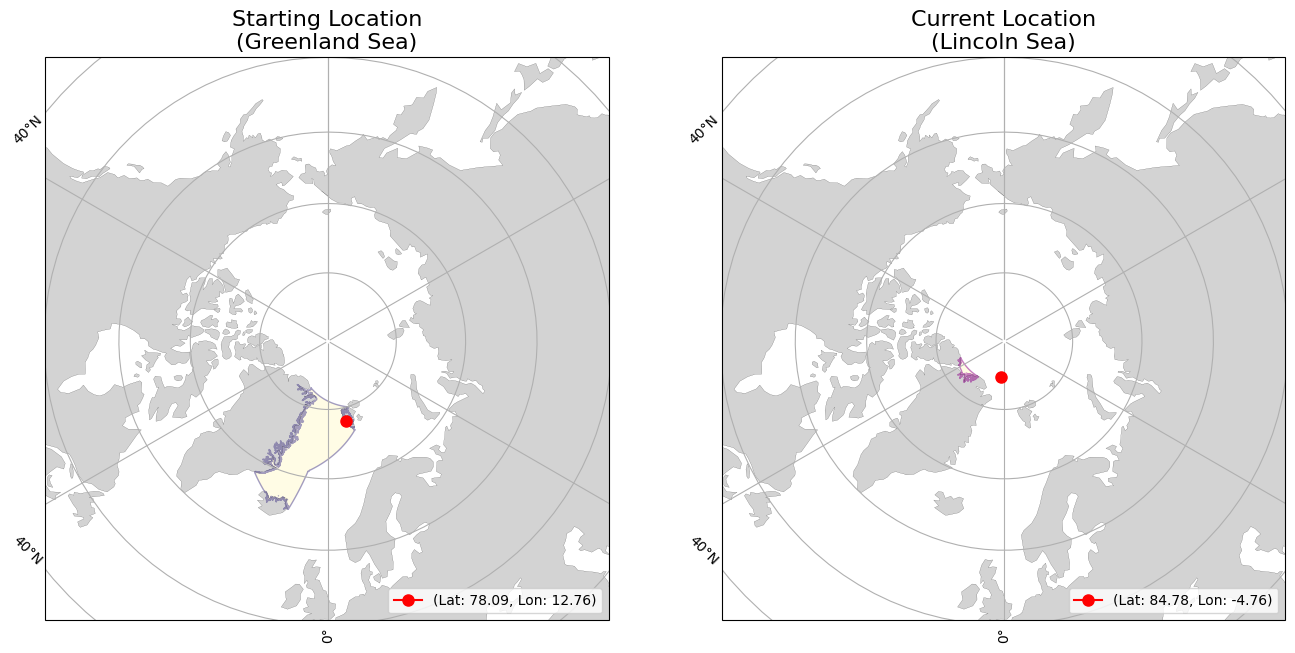 Starting Location
(Greenland Sea)
40°N
40°N
0°
(Lat: 78.09, Lon: 12.76)
Current Location
(Lincoln Sea)
40°N
40°N
0°
(Lat: 84.78, Lon: -4.76)